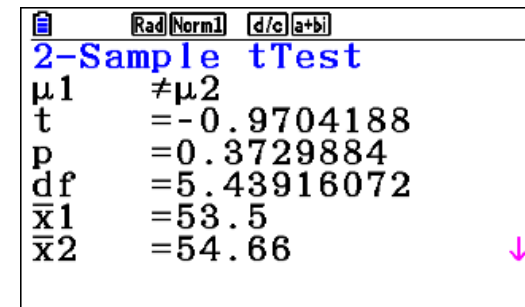 Rad Norm1 d/c a+bi
2-Sample tTest
μ1 ≠μ2
t =-0.9704188
p =0.3729884
df =5.43916072
x̄1 =53.5
x̄2 =54.66 ↓